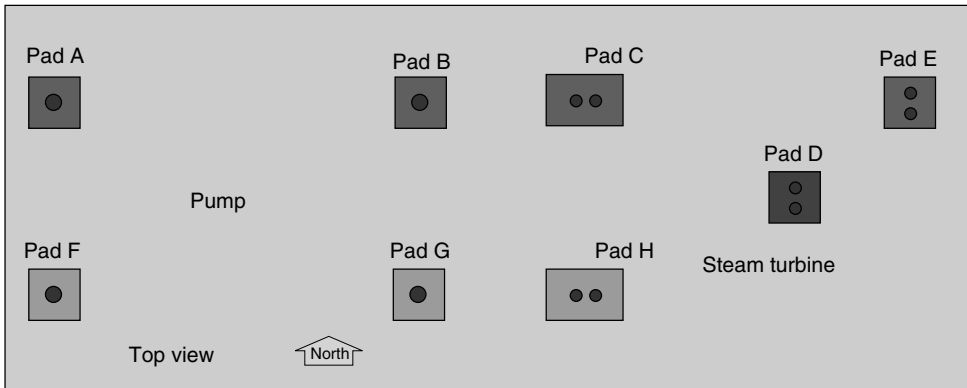 Pad A
Pad B
Pad C
Pad E
Pad D
Pump
Pad F
Pad G
Pad H
Steam turbine
Top view
North